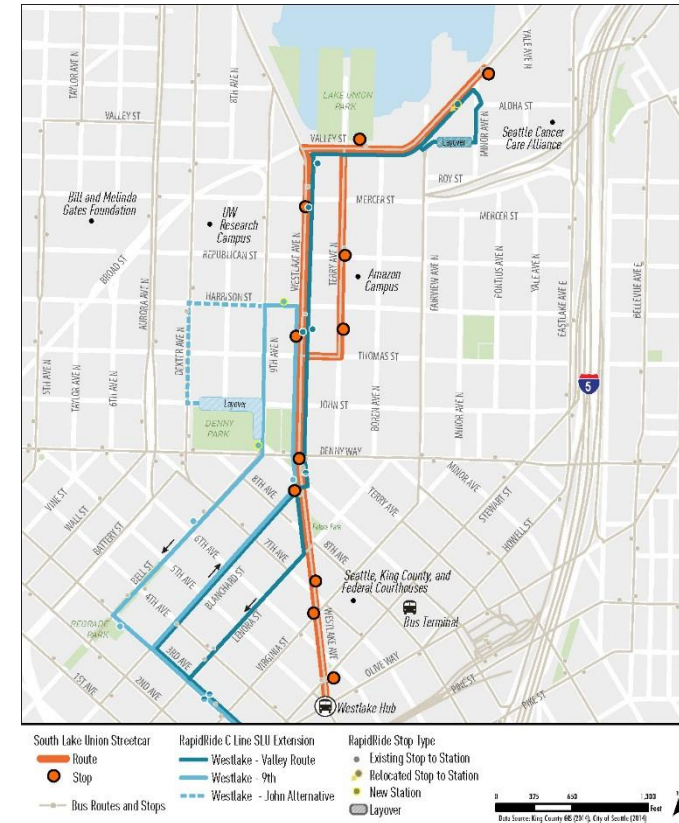 TAYLOR AVE N
8TH AVE N
YALE AVE N
LAKE UNION
PARK
VALLEY ST
VALLEY ST
ALOHA ST
MINOR AVE N
Seattle Cancer
Care Alliance
Layover
ROY ST
Bill and Melinda
Gates Foundation
UW
Research
Campus
MERCER ST
MERCER ST
BROAD ST
AURORA AVE N
REPUBLICAN ST
WESTLAKE AVE N
TERRY AVE N
Amazon
Campus
FAIRVIEW AVE N
PONTIUS AVE N
YALE AVE N
EASTLAKE AVE E
BELLEVUE AVE E
HARRISON ST
DEXTER AVE N
9TH AVE N
THOMAS ST
5TH AVE N
TAYLOR AVE N
6TH AVE N
5
Layover
JOHN ST
BOREN AVE N
MINOR AVE N
DENNY
PARK
DENNY WAY
VINE ST
WALL ST
BATTERY ST
8TH AVE
TERRY AVE
MINOR AVE
STEWART ST
HOWELL ST
6TH AVE
7TH AVE
8TH AVE
BELL ST
5TH AVE
BLANCHARD ST
4TH AVE
LENORA ST
Seattle, King County, and
Federal Courthouses
Bus Terminal
REGRADE PARK
3RD AVE
VIRGINIA ST
WESTLAKE AVE
OLIVE WAY
1ST AVE
2ND AVE
PINE ST
PIKE ST
Westlake Hub
South Lake Union Streetcar
Route
Stop
Bus Routes and Stops
RapidRide C Line SLU Extension
Westlake - Valley Route
Westlake - 9th
Westlake - John Alternative
RapidRide Stop Type
Existing Stop to Station
Relocated Stop to Station
New Station
Layover
0
Feet
Data Source: King County GIS (2014), City of Seattle (2014)